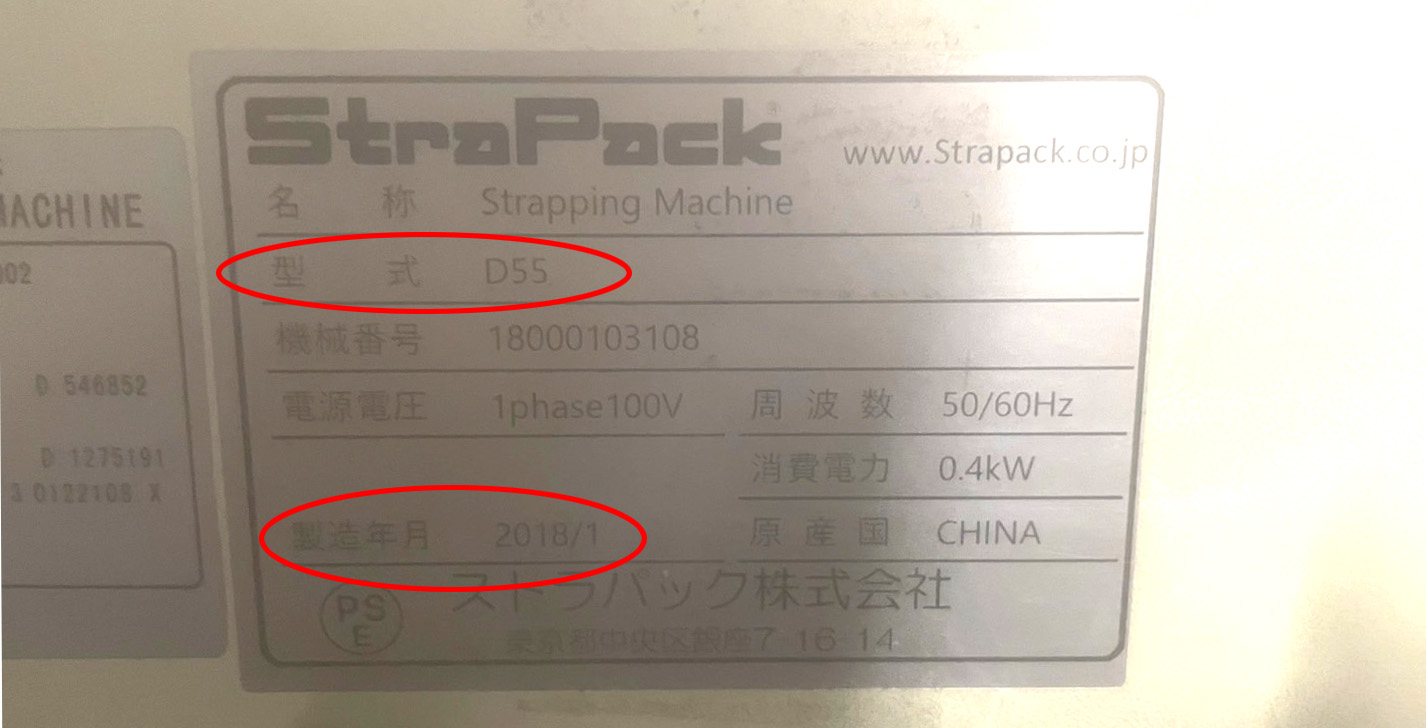 MACHINE
002
D 546852
D 1275191
3 0122108 X
StraPack
www.Strapack.co.jp
名 称 Strapping Machine
型 式 D55
機械番号 18000103108
電源電圧 1phase100V 周 波 数 50/60Hz
消費電力 0.4kW
製造年月 2018/1 原 産 国 CHINA
PS
E
ストラパック株式会社
東京都中央区銀座7-16-14